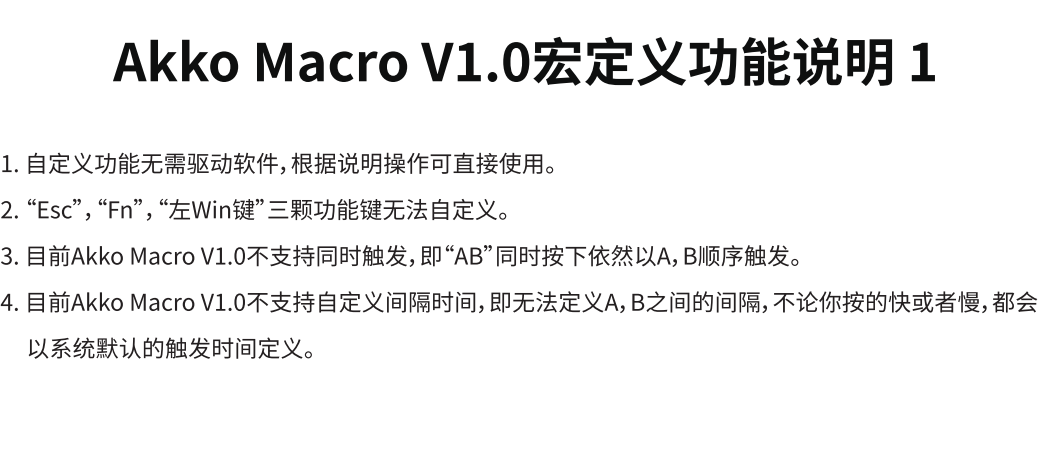 Akko Macro V1.0宏定义功能说明 1
1. 自定义功能无需驱动软件，根据说明操作可直接使用。
2. “Esc”，“Fn”，“左Win键”三颗功能键无法自定义。
3. 目前Akko Macro V1.0不支持同时触发，即“AB”同时按下依然以A，B顺序触发。
4. 目前Akko Macro V1.0不支持自定义间隔时间，即无法定义A，B之间的间隔，不论你按的快或者慢，都会
以系统默认的触发时间定义。